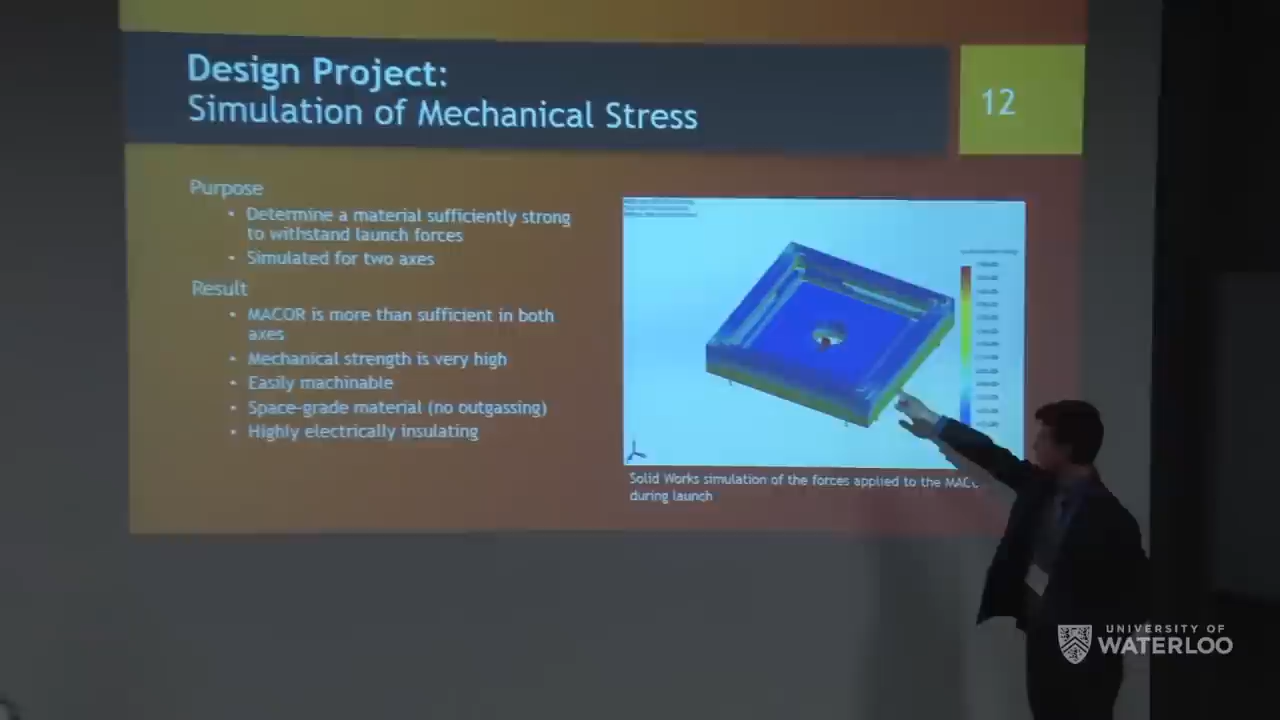 Design Project:
Simulation of Mechanical Stress
12
Purpose
• Determine a material sufficiently strong
to withstand launch forces
• Simulated for two axes
Result
• MACOR is more than sufficient in both
axes
• Mechanical strength is very high
• Easily machinable
• Space-grade material (no outgassing)
• Highly electrically insulating
Solid Works simulation of the forces applied to the
during launch
UNIVERSITY OF
WATERLOO